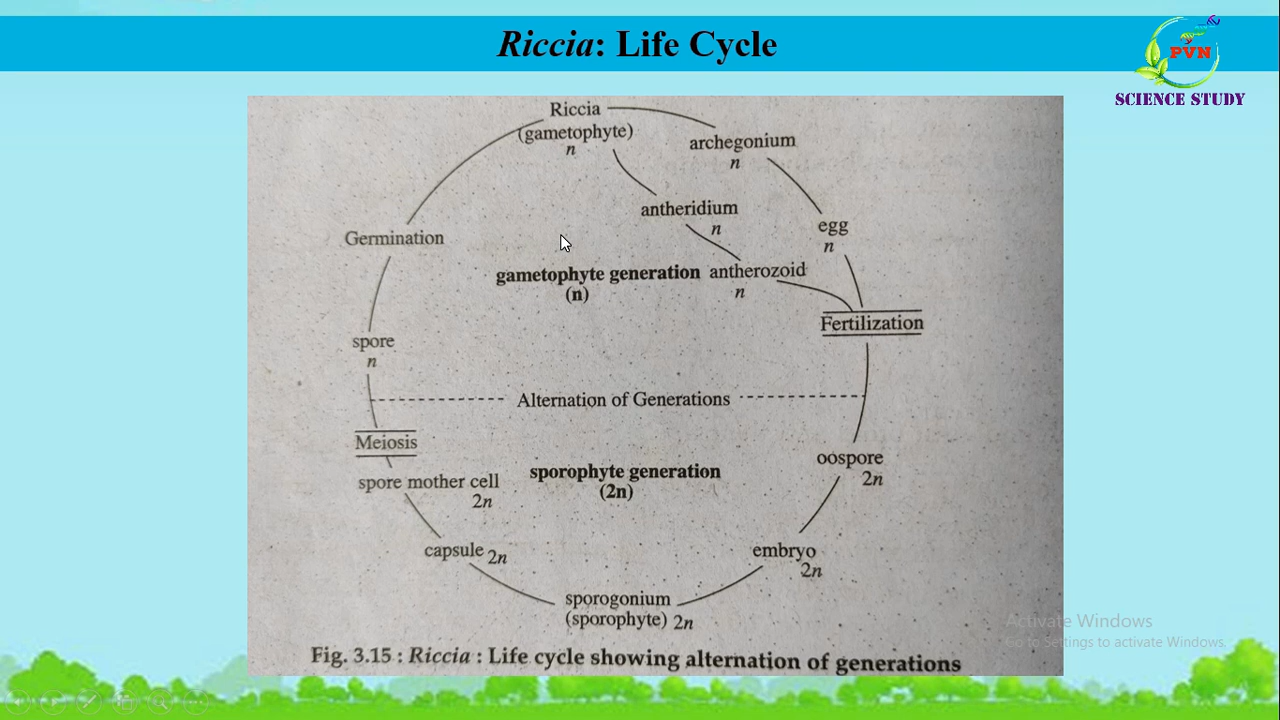 Riccia: Life Cycle
PVN
SCIENCE STUDY
Riccia
(gametophyte)
n
archegonium
n
antheridium
n
egg
n
Germination
gametophyte generation
(n)
antherozoid
n
Fertilization
spore
n
Alternation of Generations
Meiosis
spore mother cell
2n
sporophyte generation
(2n)
oospore
2n
capsule 2n
embryo
2n
sporogonium
(sporophyte) 2n
Fig. 3.15 : Riccia : Life cycle showing alternation of generations
Activate Windows
Go to Settings to activate Windows.